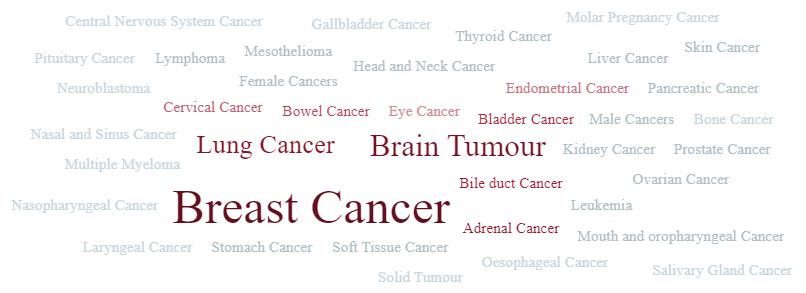 Central Nervous System Cancer
Gallbladder Cancer
Molar Pregnancy Cancer
Thyroid Cancer
Skin Cancer
Pituitary Cancer
Lymphoma
Mesothelioma
Head and Neck Cancer
Liver Cancer
Neuroblastoma
Female Cancers
Endometrial Cancer
Pancreatic Cancer
Cervical Cancer
Bowel Cancer
Eye Cancer
Bladder Cancer
Male Cancers
Bone Cancer
Nasal and Sinus Cancer
Lung Cancer
Brain Tumour
Kidney Cancer
Prostate Cancer
Multiple Myeloma
Bile duct Cancer
Ovarian Cancer
Nasopharyngeal Cancer
Breast Cancer
Leukemia
Adrenal Cancer
Mouth and oropharyngeal Cancer
Laryngeal Cancer
Stomach Cancer
Soft Tissue Cancer
Oesophageal Cancer
Solid Tumour
Salivary Gland Cancer